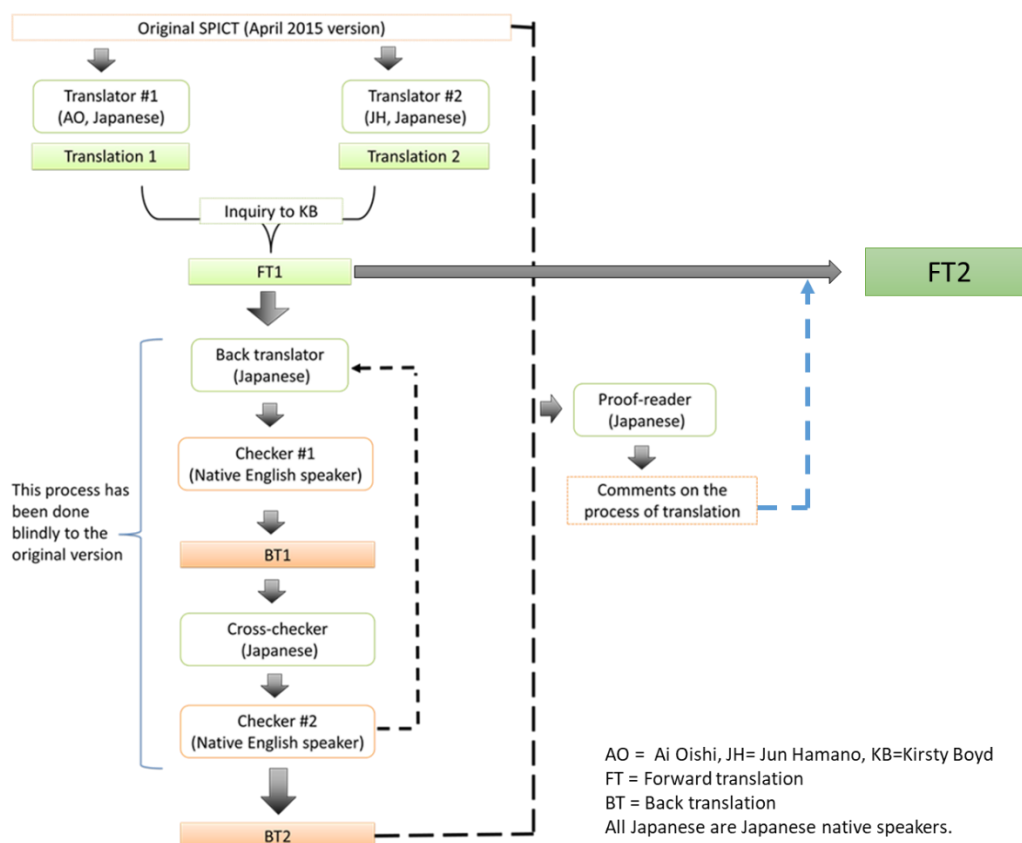 Original SPICT (April 2015 version)
Translator #1
(AO, Japanese)
Translator #2
(JH, Japanese)
Translation 1
Translation 2
Inquiry to KB
FT1
FT2
Back translator
(Japanese)
Checker #1
(Native English speaker)
This process has
been done
blindly to the
original version
BT1
Cross-checker
(Japanese)
Checker #2
(Native English speaker)
BT2
Proof-reader
(Japanese)
Comments on the
process of translation
AO = Ai Oishi, JH= Jun Hamano, KB=Kirsty Boyd
FT = Forward translation
BT = Back translation
All Japanese are Japanese native speakers.